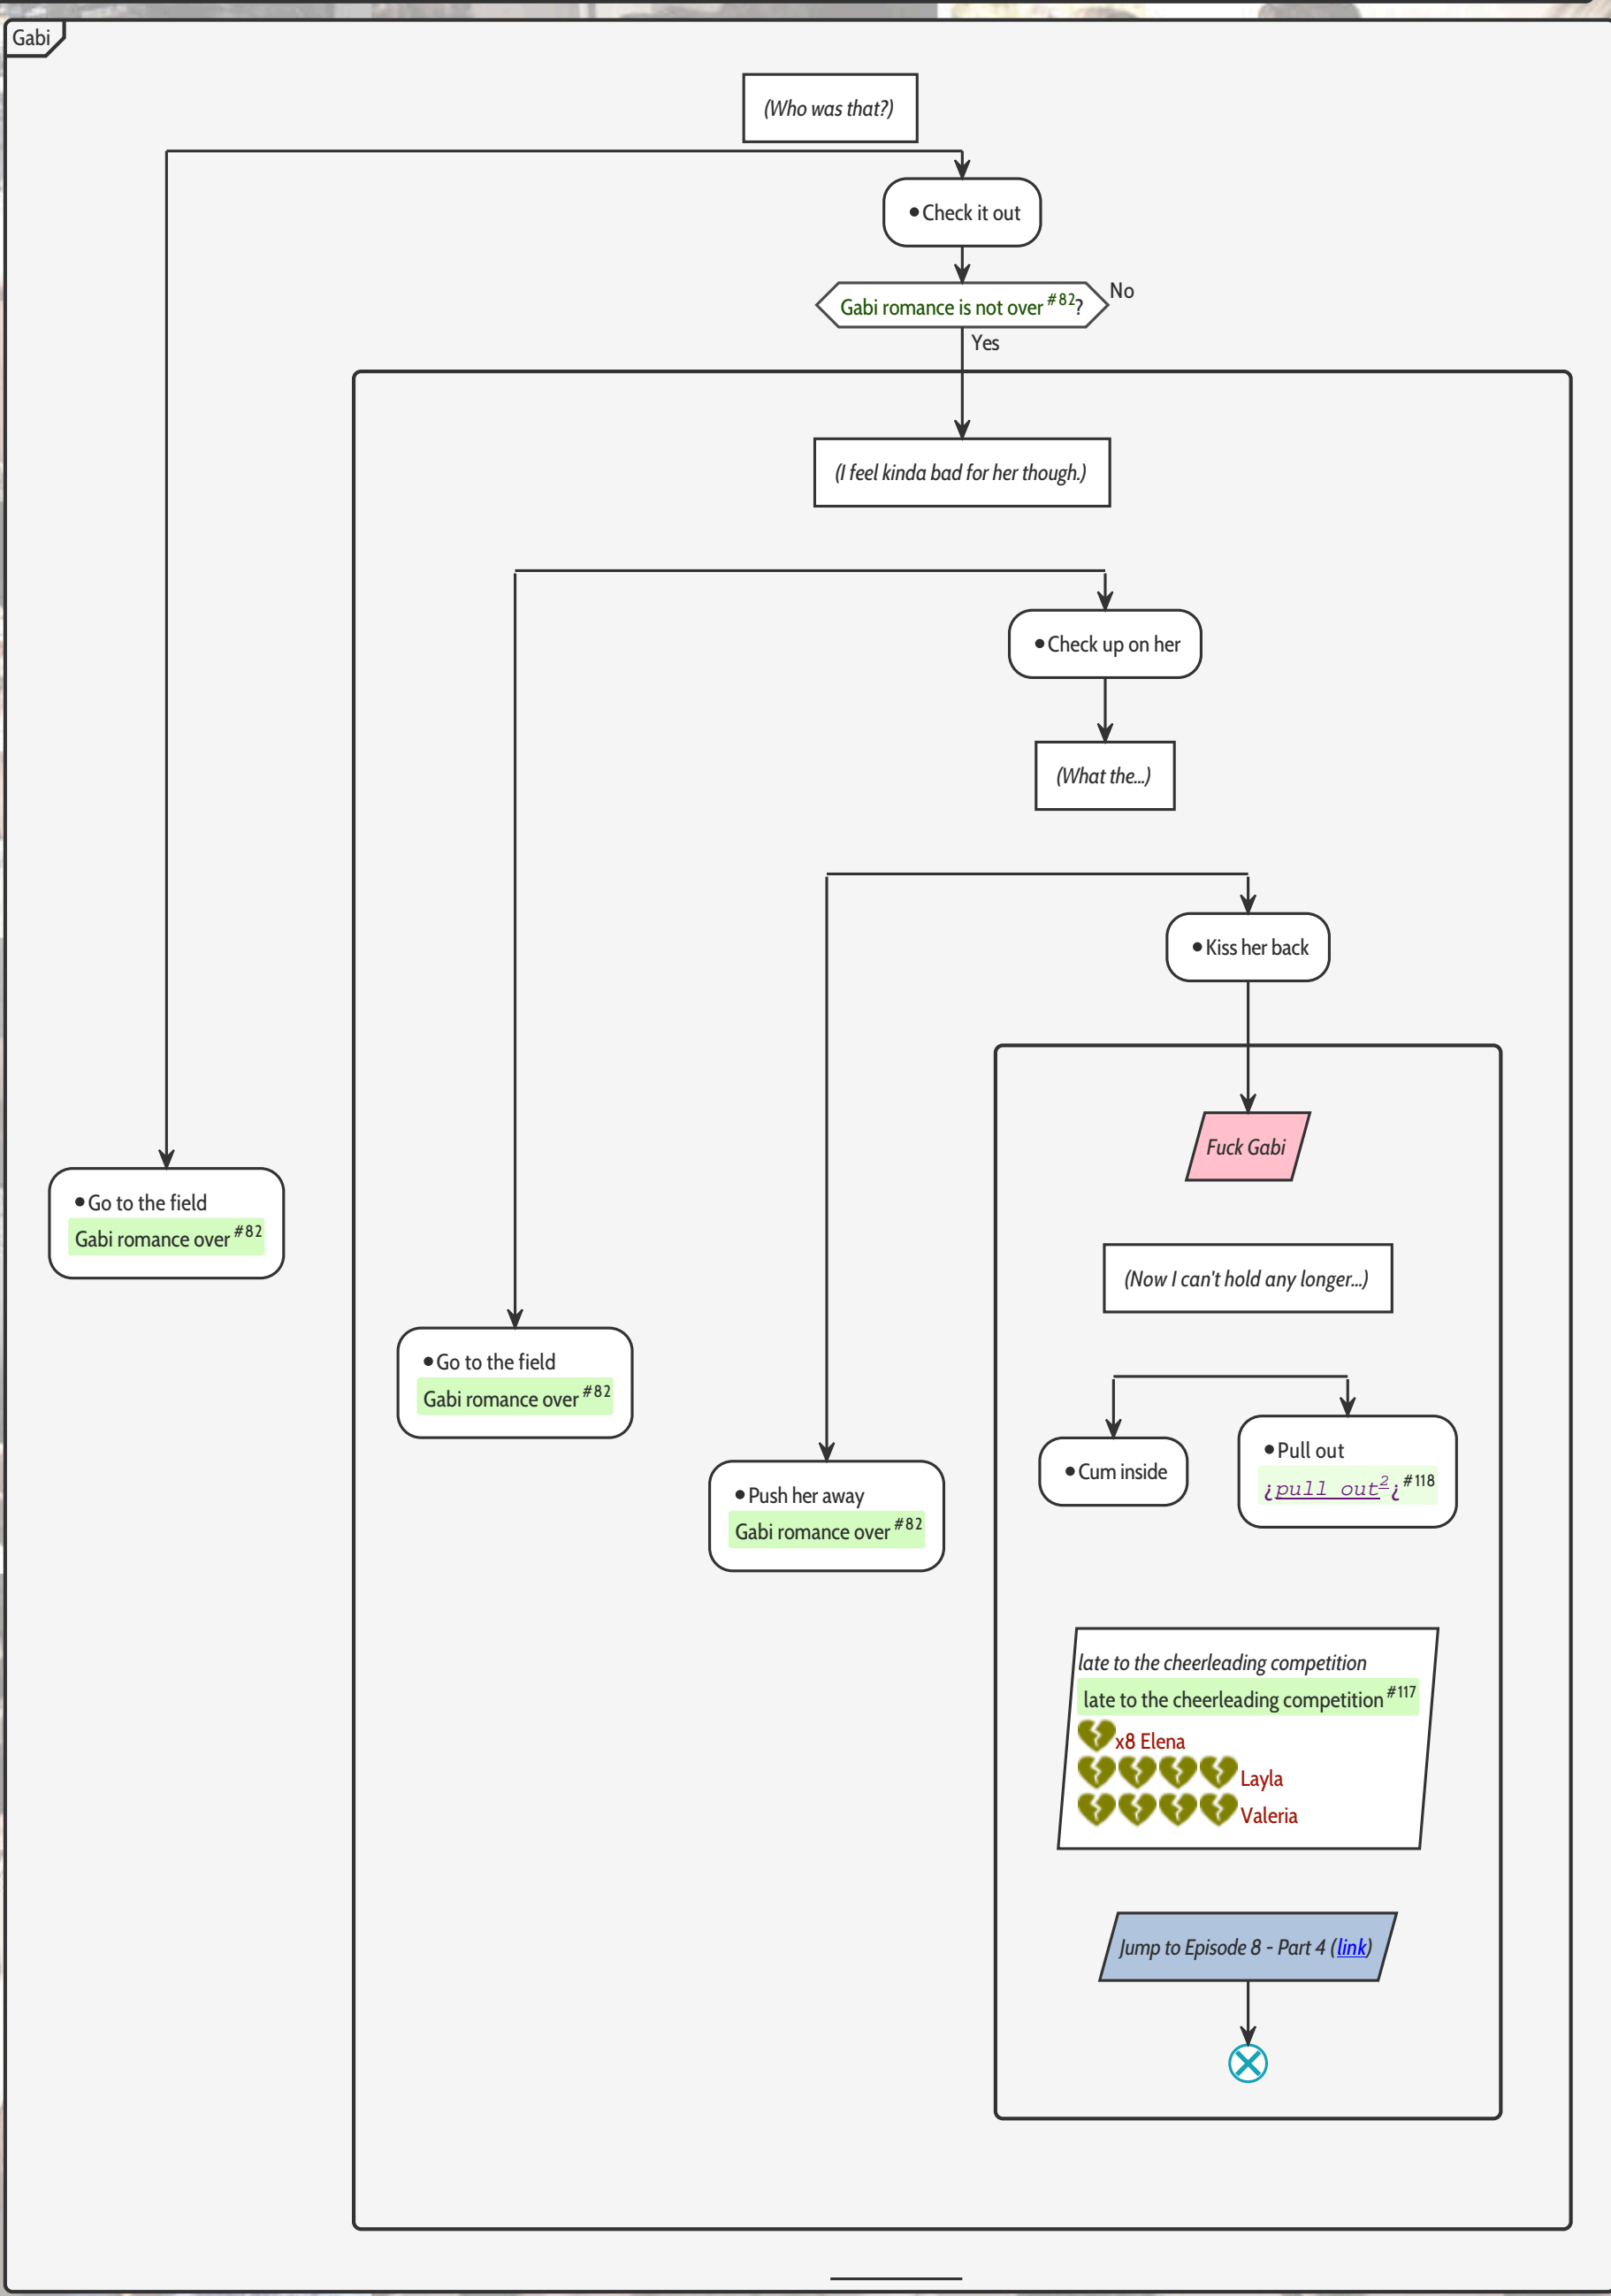 Gabi
(Who was that?)
•Check it out
Gabi romance is not over #82?
No
Yes
(I feel kinda bad for her though.)
•Check up on her
(What the...)
•Kiss her back
Fuck Gabi
•Go to the field
Gabi romance over #82
(Now I can't hold any longer...)
•Go to the field
Gabi romance over #82
•Cum inside
•Pull out
¿pull out²¿ #118
•Push her away
Gabi romance over #82
late to the cheerleading competition
late to the cheerleading competition #117
x8 Elena
Layla
Valeria
Jump to Episode 8 - Part 4 (link)